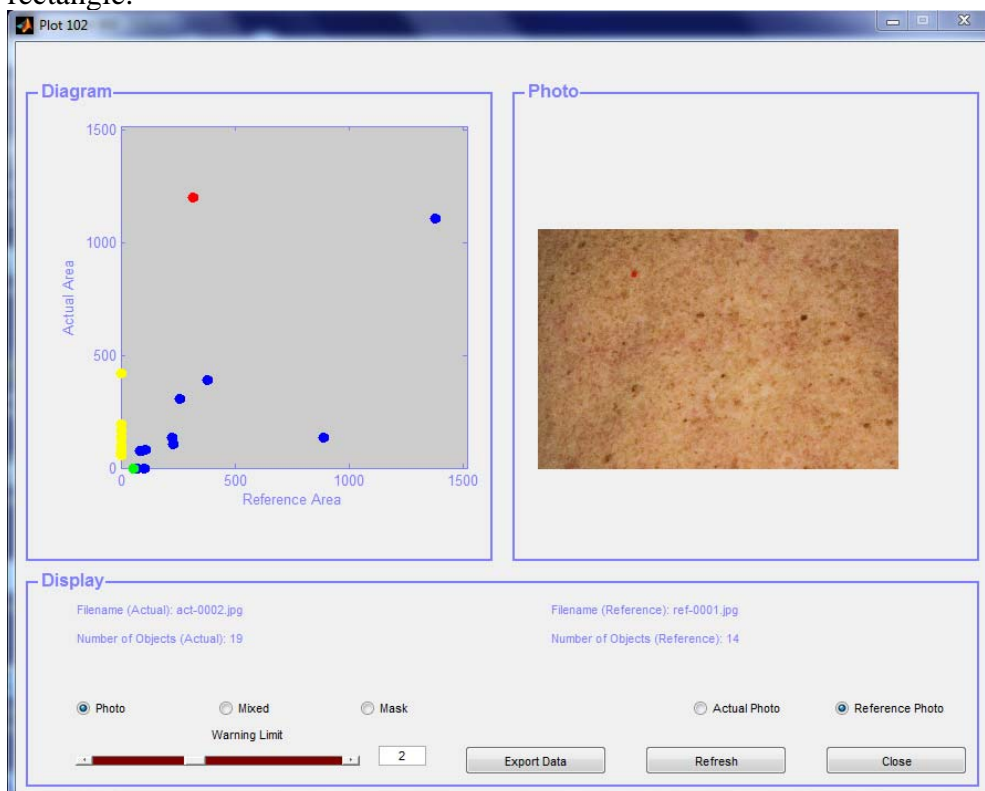 rectangle.
Plot 102
Diagram
Photo
1500
1000
500
0
Actual Area
0 500 1000 1500
Reference Area
Display
Filename (Actual): act-0002.jpg
Filename (Reference): ref-0001.jpg
Number of Objects (Actual): 19
Number of Objects (Reference): 14
Photo Mixed Mask Actual Photo Reference Photo
Warning Limit
2 Export Data Refresh Close